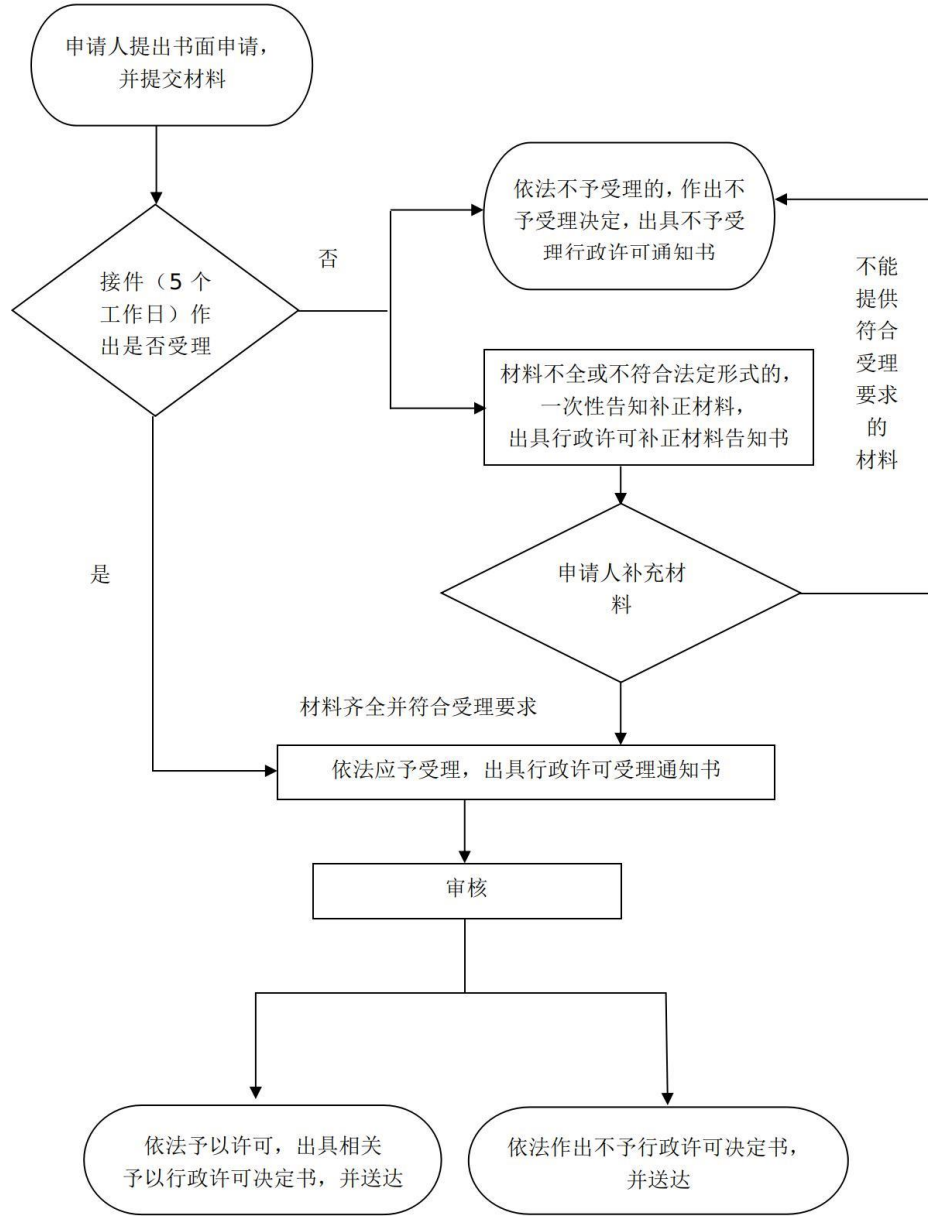 申请人提出书面申请，
并提交材料
依法不予受理的，作出不
予受理决定，出具不予受
理行政许可通知书
否
接件（5 个
工作日）作
出是否受理
不能
提供
符合
受理
要求
的
材料
材料不全或不符合法定形式的，
一次性告知补正材料，
出具行政许可补正材料告知书
是
申请人补充材
料
材料齐全并符合受理要求
依法应予受理，出具行政许可受理通知书
审核
依法予以许可，出具相关
予以行政许可决定书，并送达
依法作出不予行政许可决定书，
并送达